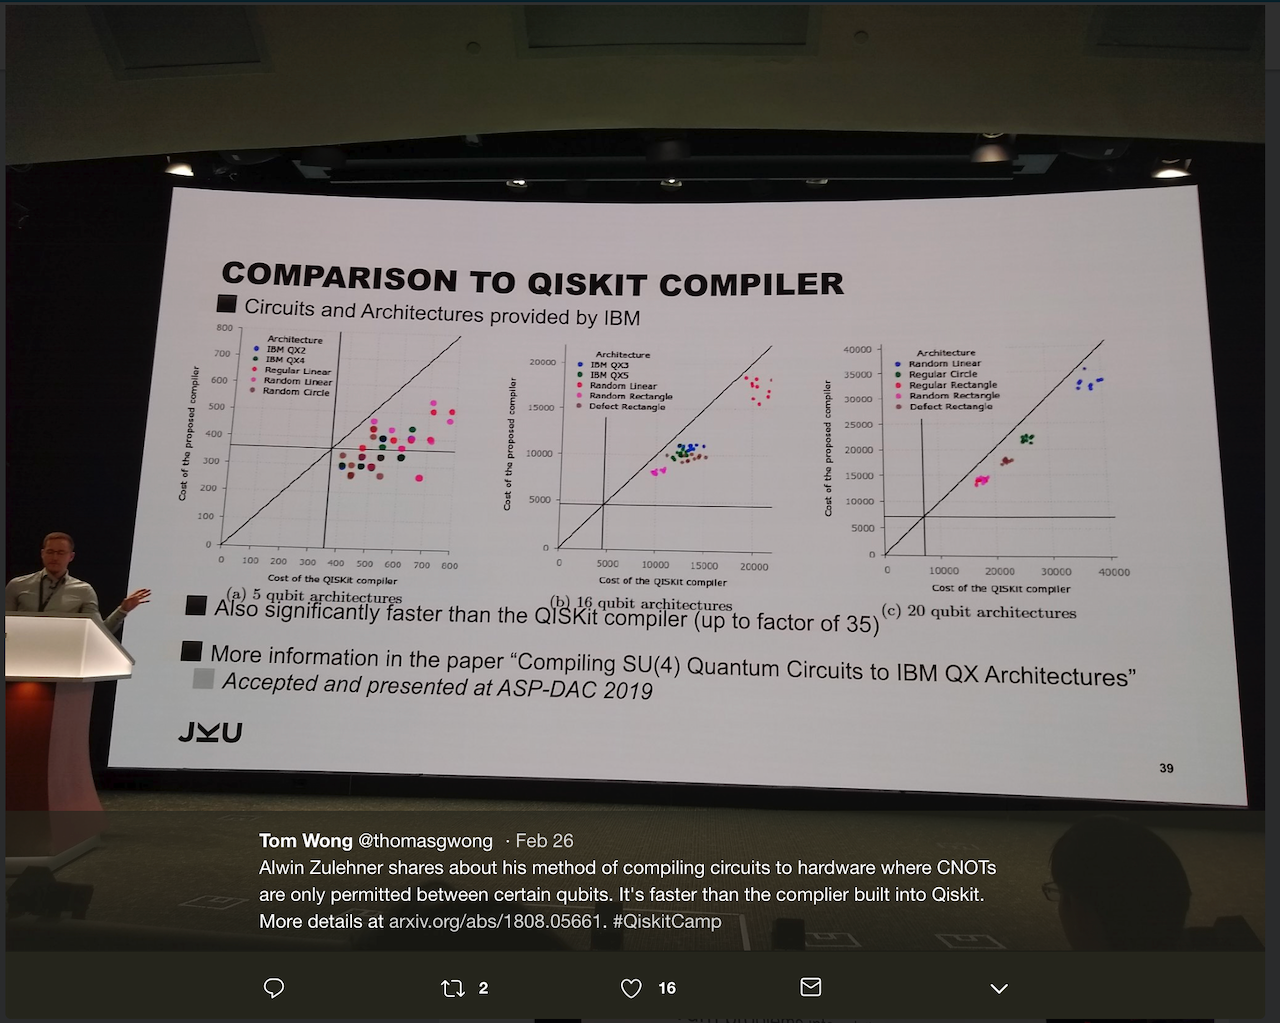 COMPARISON TO QISKIT COMPILER
Circuits and Architectures provided by IBM
800
700
600
500
400
300
200
100
0
Cost of the proposed compiler
Architecture
IBM QX2
IBM QX4
Regular Linear
Random Linear
Random Circle
0 100 200 300 400 500 600 700 800
Cost of the QISKit compiler
(a) 5 qubit architectures
20000
15000
10000
5000
0
Cost of the proposed compiler
Architecture
IBM QX3
IBM QX5
Random Linear
Random Rectangle
Defect Rectangle
0 5000 10000 15000 20000
Cost of the QISKit compiler
(b) 16 qubit architectures
40000
35000
30000
25000
20000
15000
10000
5000
0
Cost of the proposed compiler
Architecture
Random Linear
Regular Circle
Regular Rectangle
Random Rectangle
Defect Rectangle
0 10000 20000 30000 40000
Cost of the QISKit compiler
(c) 20 qubit architectures
Also significantly faster than the QISKit compiler (up to factor of 35)
More information in the paper “Compiling SU(4) Quantum Circuits to IBM QX Architectures”
Accepted and presented at ASP-DAC 2019
JKU
39
Tom Wong @thomasgwong · Feb 26
Alwin Zulehner shares about his method of compiling circuits to hardware where CNOTs
are only permitted between certain qubits. It's faster than the complier built into Qiskit.
More details at arxiv.org/abs/1808.05661. #QiskitCamp
2
16